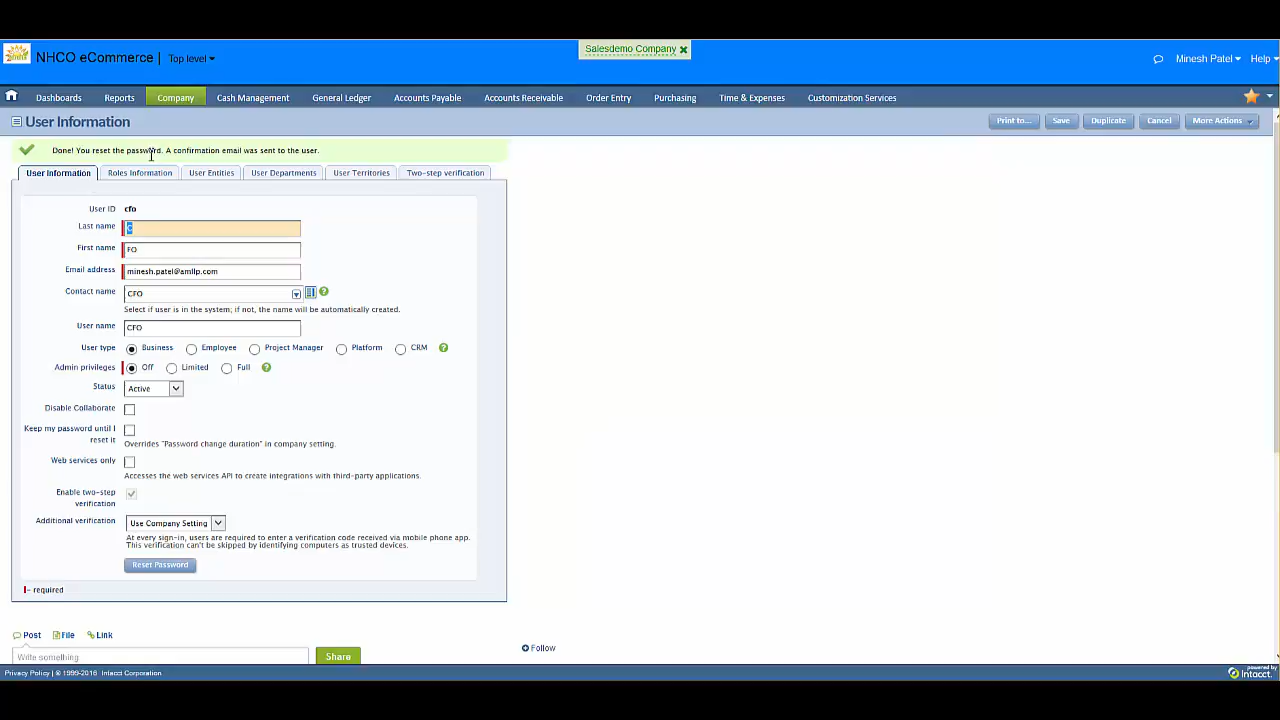 Salesdemo Company
NHCO eCommerce | Top level
Minesh Patel Help
Dashboards Reports Company Cash Management General Ledger Accounts Payable Accounts Receivable Order Entry Purchasing Time & Expenses Customization Services
User Information Print to... Save Duplicate Cancel More Actions
Done! You reset the password. A confirmation email was sent to the user.
User Information Roles Information User Entities User Departments User Territories Two-step verification
User ID cfo
Last name C
First name FO
Email address minesh.patel@amllp.com
Contact name CFO
Select if user is in the system; if not, the name will be automatically created.
User name CFO
User type Business Employee Project Manager Platform CRM
Admin privileges Off Limited Full
Status Active
Disable Collaborate
Keep my password until I
reset it
Overrides "Password change duration" in company setting.
Web services only
Accesses the web services API to create integrations with third-party applications.
Enable two-step
verification
Additional verification Use Company Setting
At every sign-in, users are required to enter a verification code received via mobile phone app.
This verification can't be skipped by identifying computers as trusted devices.
Reset Password
- required
Post File Link
Follow
Write something Share
Privacy Policy | © 1999-2016 Intacct Corporation
powered by
Intacct.